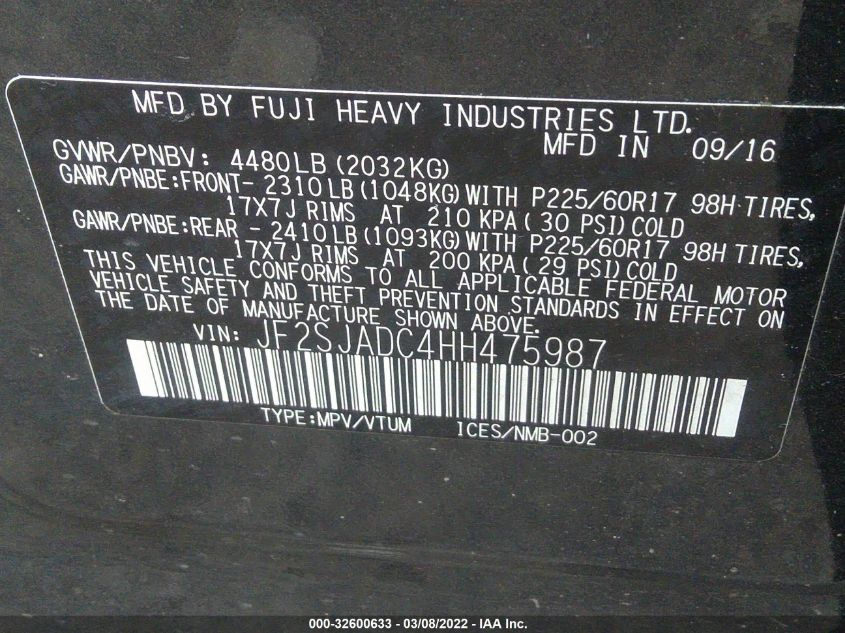 MFD BY FUJI HEAVY INDUSTRIES LTD.
MFD IN 09/16
GVWR/PNBV: 4480LB (2032KG)
GAWR/PNBE:FRONT- 2310LB (1048KG) WITH P225/60R17 98H TIRES,
17X7J RIMS AT 210 KPA ( 30 PSI) COLD
GAWR/PNBE:REAR - 2410LB (1093KG) WITH P225/60R17 98H TIRES,
17X7J RIMS AT 200 KPA (29 PSI) COLD
THIS VEHICLE CONFORMS TO ALL APPLICABLE FEDERAL MOTOR
VEHICLE SAFETY AND THEFT PREVENTION STANDARDS IN EFFECT ON
THE DATE OF MANUFACTURE SHOWN ABOVE.
VIN: JF2SJADC4HH475987
TYPE:MPV/VTUM ICES/NMB-002
000-32600633 - 03/08/2022 - IAA Inc.